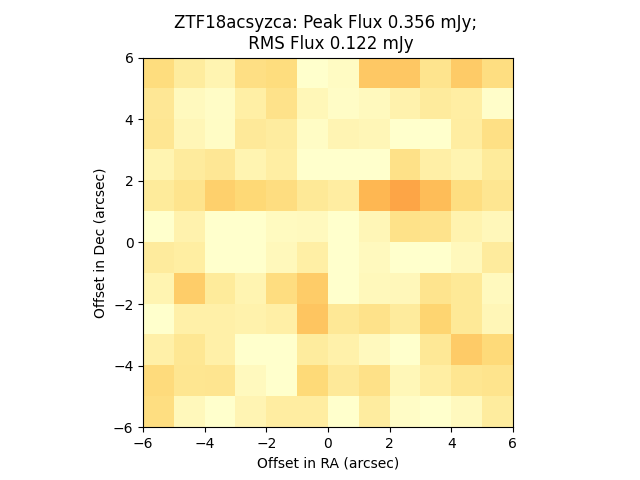 ZTF18acsyzca: Peak Flux 0.356 mJy;
RMS Flux 0.122 mJy
6
4
2
0
−2
−4
−6
Offset in Dec (arcsec)
−6 −4 −2 0 2 4 6
Offset in RA (arcsec)